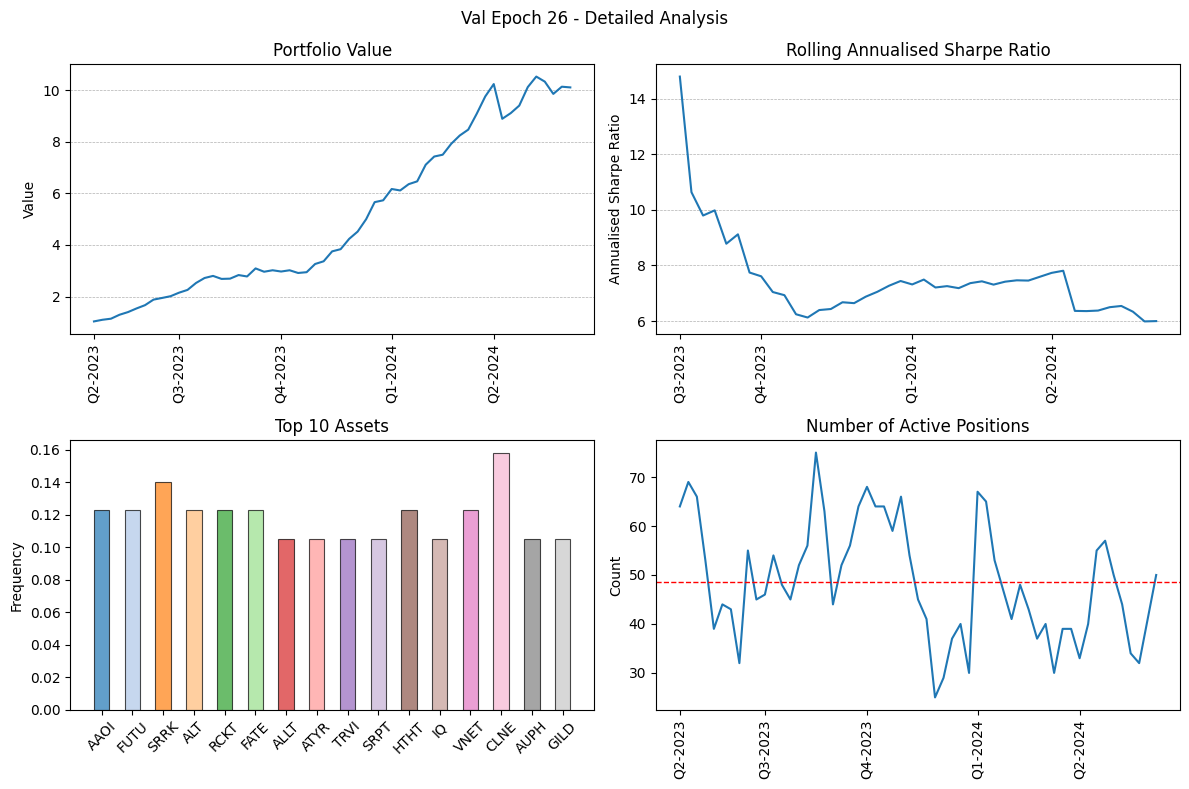 Val Epoch 26 - Detailed Analysis
Portfolio Value
Value
10
8
6
4
2
Q2-2023
Q3-2023
Q4-2023
Q1-2024
Q2-2024
Rolling Annualised Sharpe Ratio
Annualised Sharpe Ratio
14
12
10
8
6
Q3-2023
Q4-2023
Q1-2024
Q2-2024
Top 10 Assets
Frequency
0.16
0.14
0.12
0.10
0.08
0.06
0.04
0.02
0.00
AAOI
FUTU
SRRK
ALT
RCKT
FATE
ALLT
ATYR
TRVI
SRPT
HTHT
IQ
VNET
CLNE
AUPH
GILD
Number of Active Positions
Count
70
60
50
40
30
Q2-2023
Q3-2023
Q4-2023
Q1-2024
Q2-2024